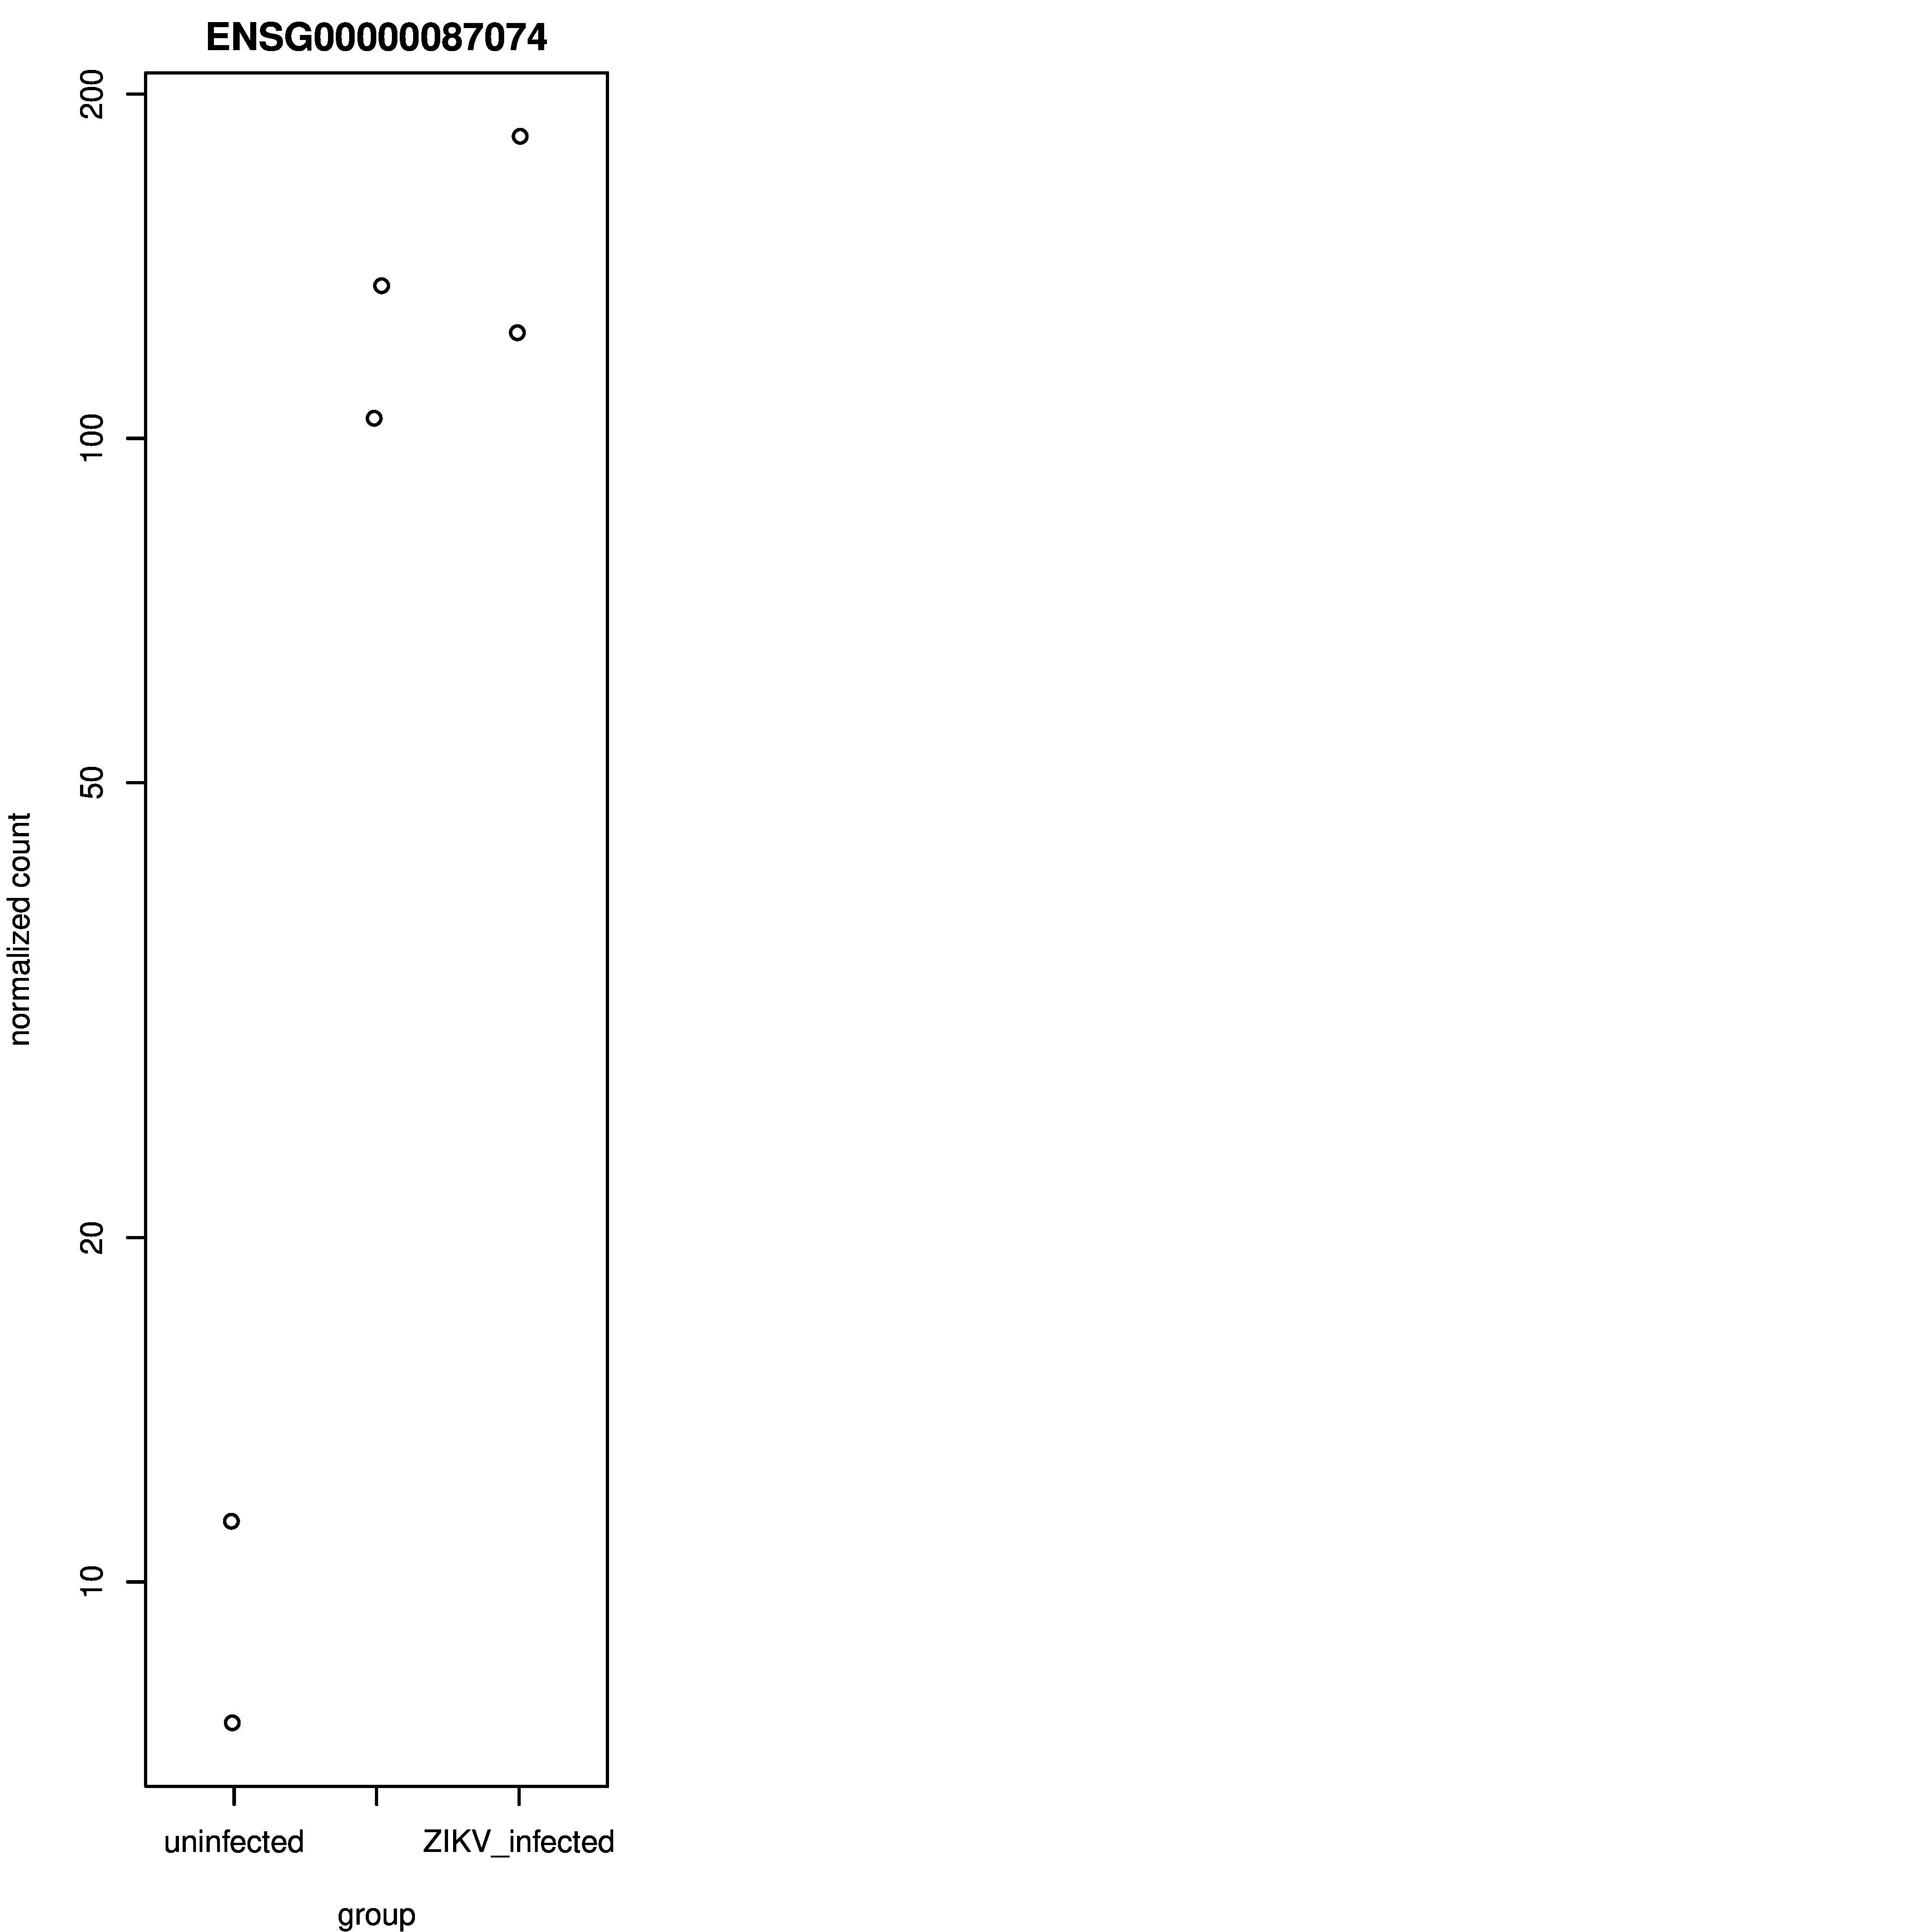 ENSG00000087074
200
100
50
20
10
normalized count
uninfected
ZIKV_infected
group